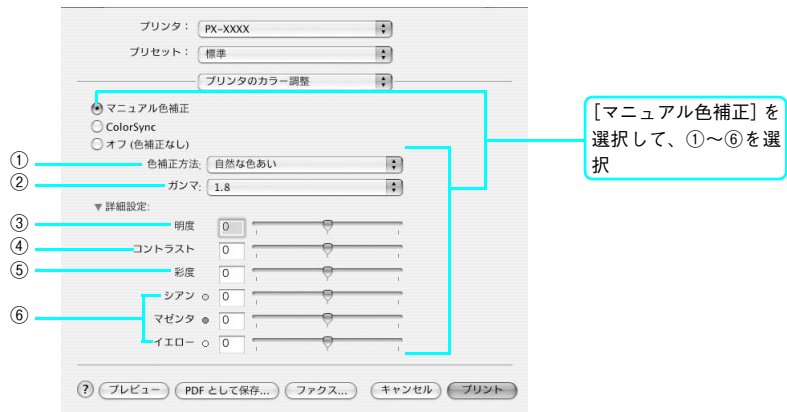 プリンタ： PX-XXXX
プリセット： 標準
プリンタのカラー調整
マニュアル色補正
ColorSync
オフ (色補正なし)
① 色補正方法: 自然な色あい
② ガンマ: 1.8
▼ 詳細設定:
③ 明度 0
④ コントラスト 0
⑤ 彩度 0
シアン 0
⑥ マゼンタ 0
イエロー 0
? プレビュー PDF として保存... ファクス... キャンセル プリント
［マニュアル色補正］を
選択して、①～⑥を選
択